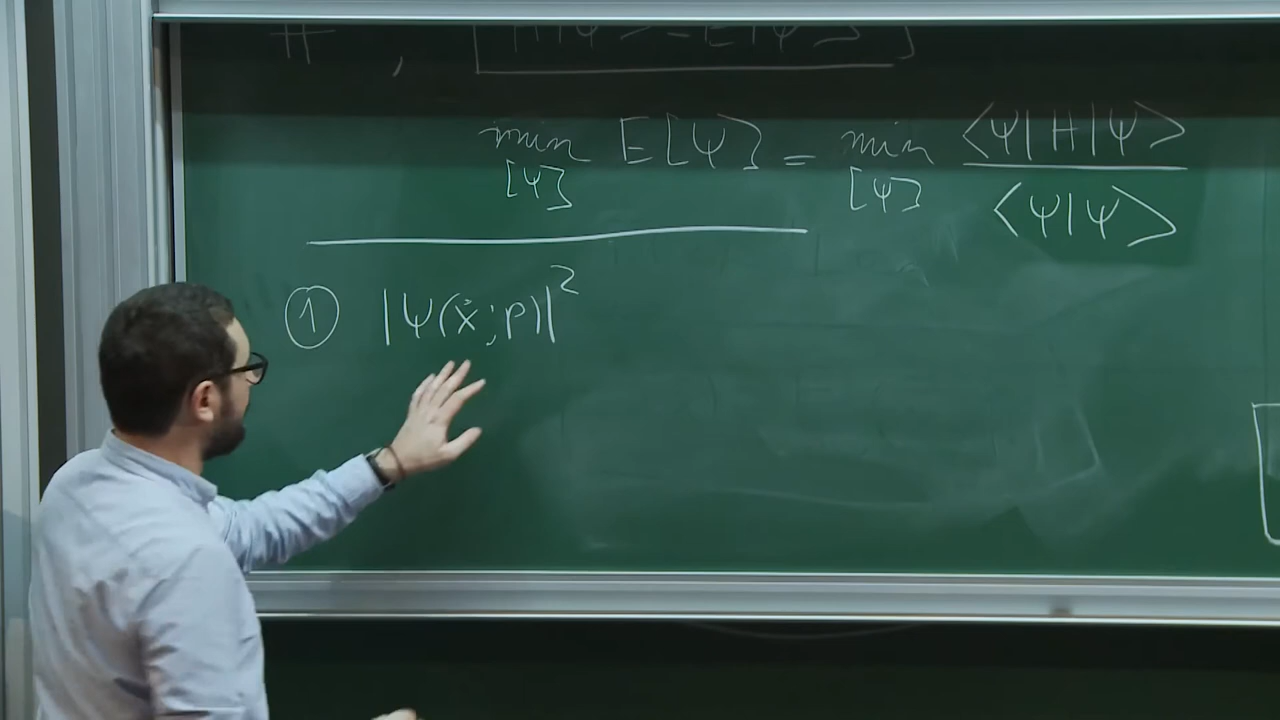 H , [H|Ψ>=E|Ψ>]
min E[Ψ] = min <Ψ|H|Ψ>
[Ψ] [Ψ] <Ψ|Ψ>
① |Ψ(x;p)|²